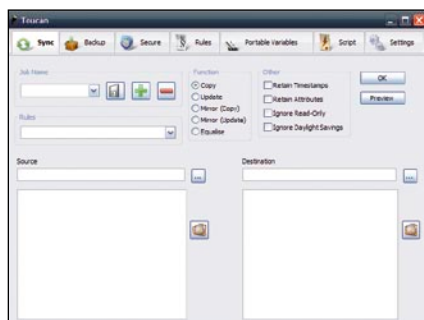 Toucan
Sync Backup Secure Rules Portable Variables Script Settings
Job Name
Rules
Function
Copy
Update
Mirror (Copy)
Mirror (Update)
Equalise
Other
Retain Timestamps
Retain Attributes
Ignore Read-Only
Ignore Daylight Savings
OK
Preview
Source
...
Destination
...